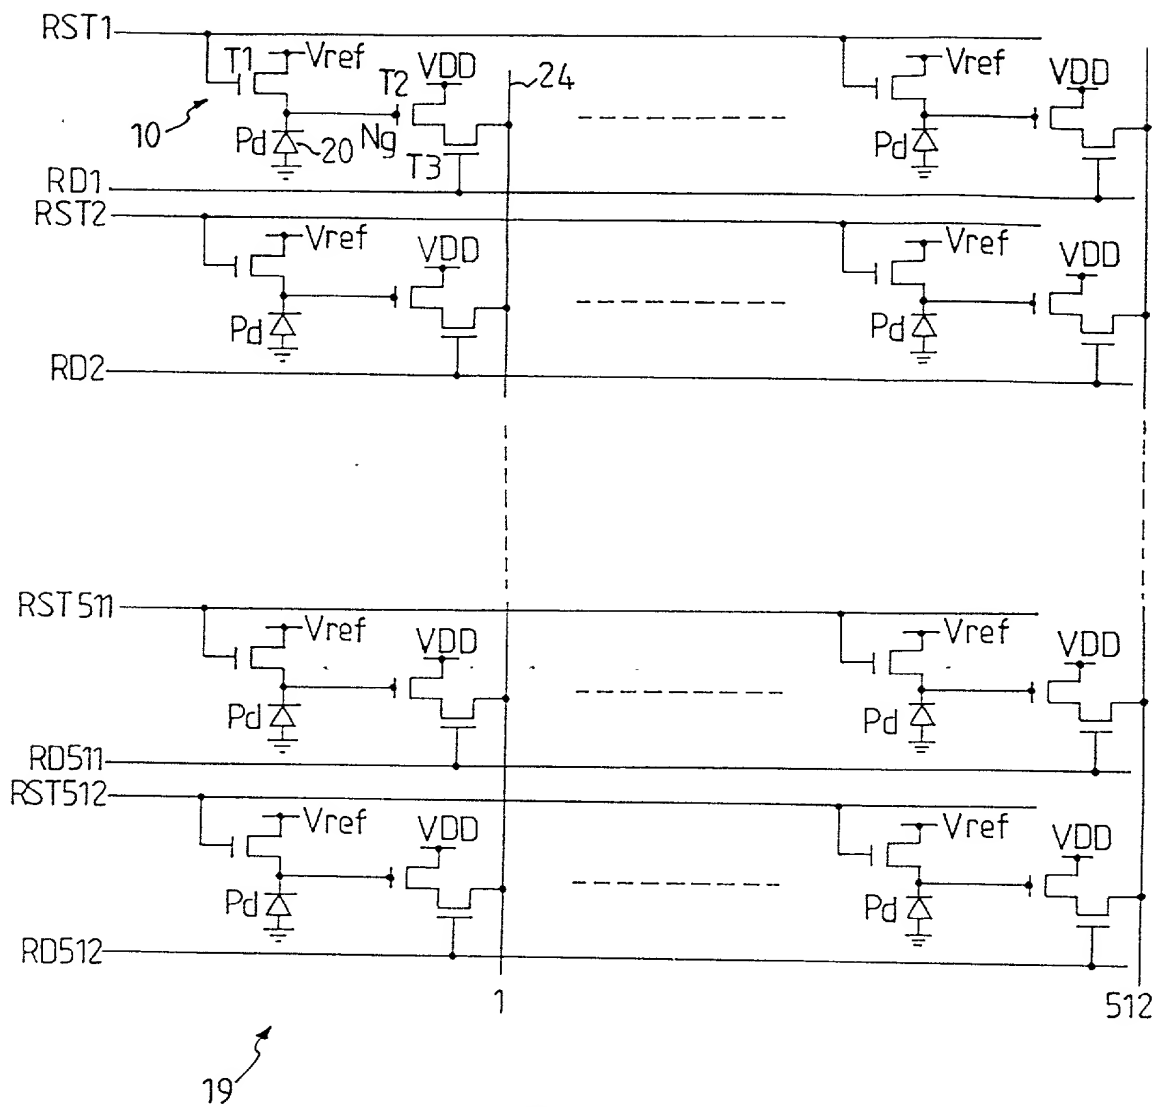 RST1
T1
Vref
T2
VDD
24
Vref
VDD
10
Pd
20
Ng
T3
Pd
RD1
RST2
Vref
VDD
Vref
VDD
Pd
Pd
RD2
RST511
Vref
VDD
Vref
VDD
Pd
Pd
RD511
RST512
Vref
VDD
Vref
VDD
Pd
Pd
RD512
1
512
19